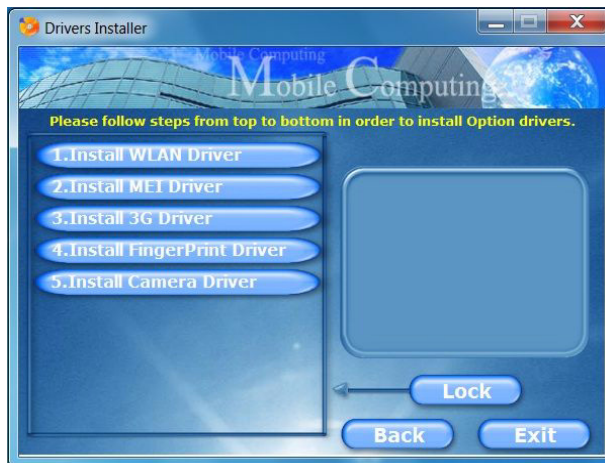 Drivers Installer
Mobile Computing
Mobile Computing
Please follow steps from top to bottom in order to install Option drivers.
1.Install WLAN Driver
2.Install MEI Driver
3.Install 3G Driver
4.Install FingerPrint Driver
5.Install Camera Driver
Lock
Back
Exit